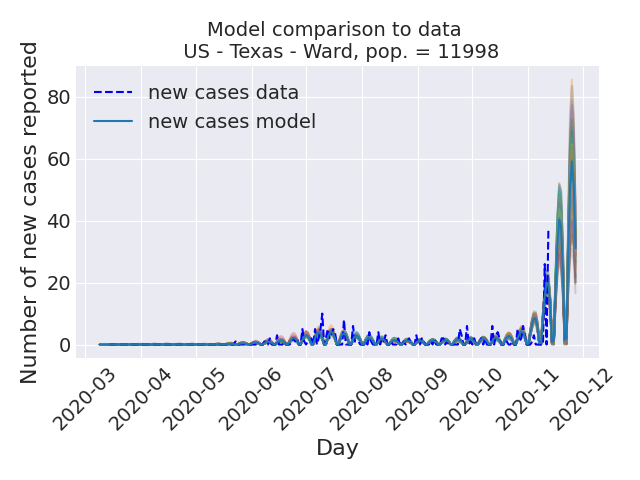 Model comparison to data
US - Texas - Ward, pop. = 11998
new cases data
new cases model
Number of new cases reported
80
60
40
20
0
2020-03
2020-04
2020-05
2020-06
2020-07
2020-08
2020-09
2020-10
2020-11
2020-12
Day